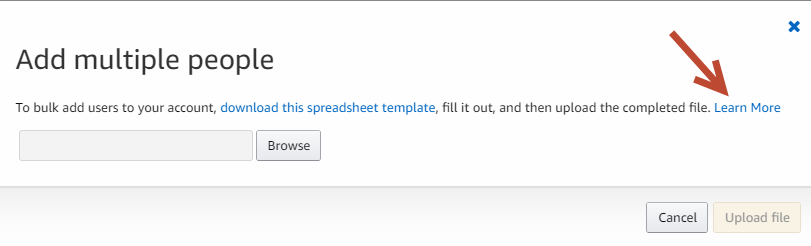 Add multiple people
To bulk add users to your account, download this spreadsheet template, fill it out, and then upload the completed file. Learn More
Browse
Cancel Upload file